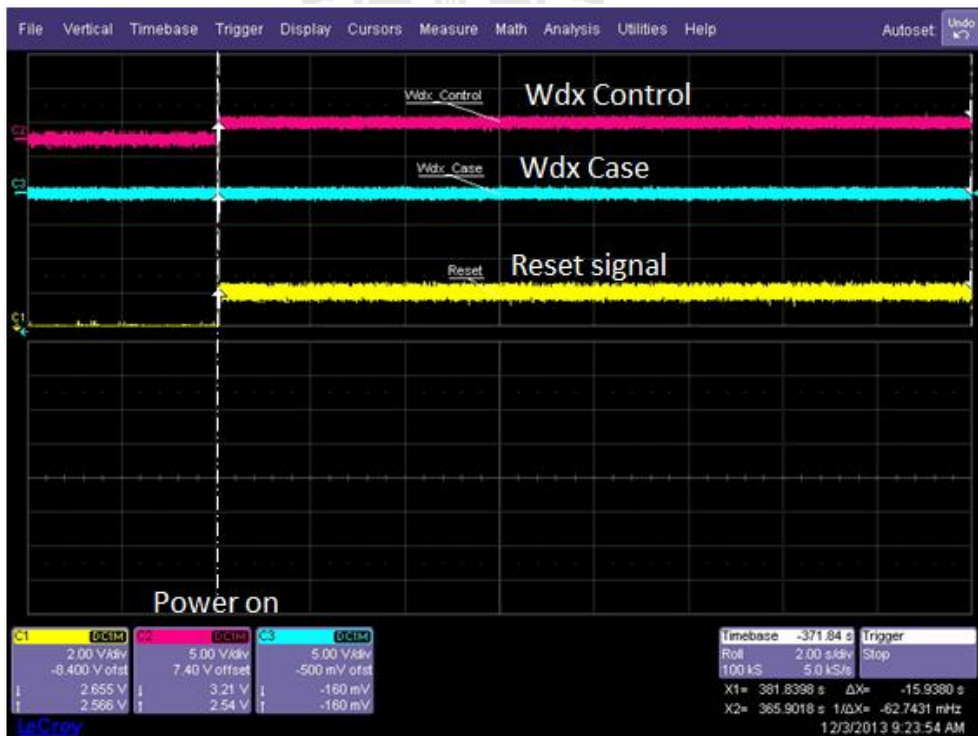 File Vertical Timebase Trigger Display Cursors Measure Math Analysis Utilities Help Autoset Undo
Wdx_Control Wdx Control
C2
Wdx_Case Wdx Case
C3
Reset Reset signal
C1
Power on
C1 DC1M C2 DC1M C3 DC1M
2.00 V/div 5.00 V/div 5.00 V/div
-8.400 V ofst 7.40 V offset -500 mV ofst
2.655 V 3.21 V -160 mV
2.566 V 2.54 V -160 mV
Timebase -371.84 s Trigger
Roll 2.00 s/div Stop
100 kS 5.0 kS/s
X1= 381.8398 s ΔX= -15.9380 s
X2= 365.9018 s 1/ΔX= -62.7431 mHz
LeCroy 12/3/2013 9:23:54 AM